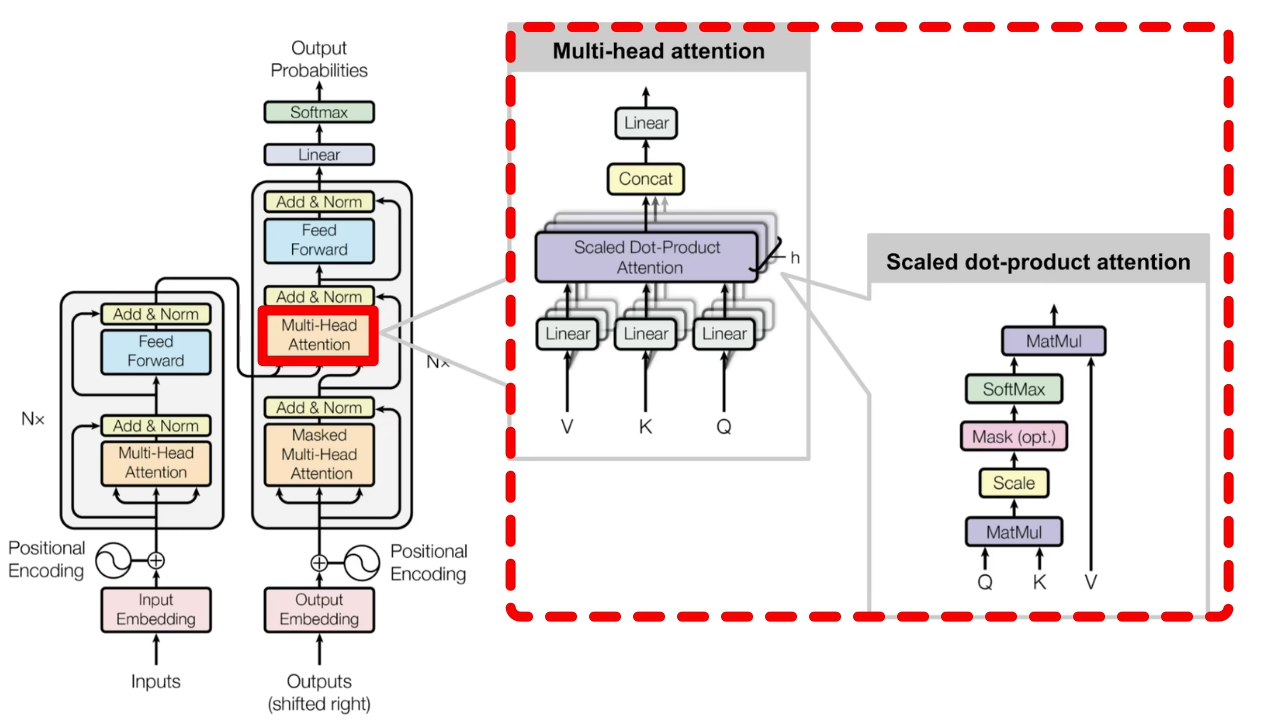 Output
Probabilities
Softmax
Linear
Add & Norm
Feed
Forward
Add & Norm
Multi-Head
Attention
Nx
Add & Norm
Masked
Multi-Head
Attention
Add & Norm
Feed
Forward
Nx
Add & Norm
Multi-Head
Attention
Positional
Encoding
Positional
Encoding
Input
Embedding
Output
Embedding
Inputs
Outputs
(shifted right)
Multi-head attention
Linear
Concat
Scaled Dot-Product
Attention
h
Linear
Linear
Linear
V
K
Q
Scaled dot-product attention
MatMul
SoftMax
Mask (opt.)
Scale
MatMul
Q
K
V